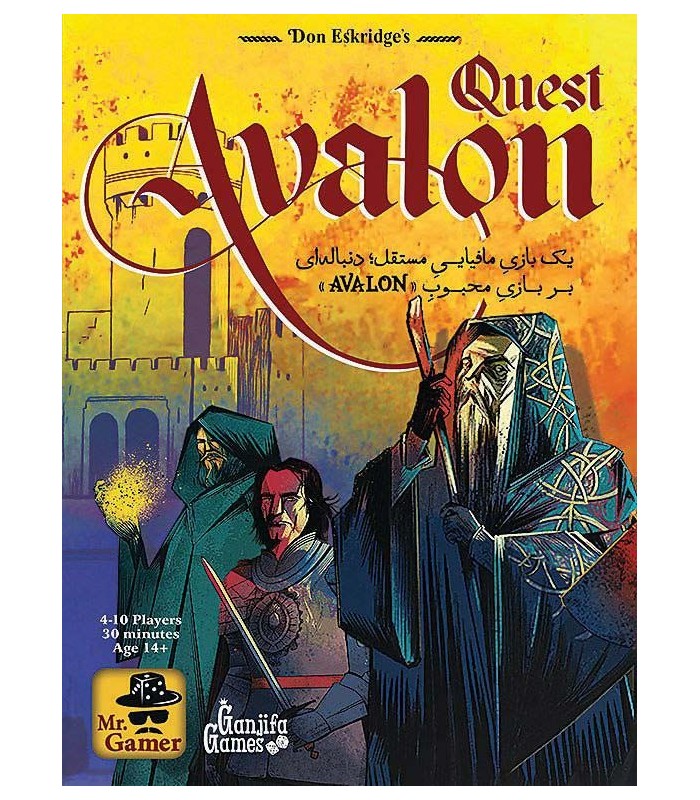 Don Eskridge's
Quest
Avalon
یک بازیِ مافیاییِ مستقل؛ دنباله‌ای
بر بازیِ محبوبِ « AVALON »
4-10 Players
30 minutes
Age 14+
Mr.
Gamer
Ganjifa
Games